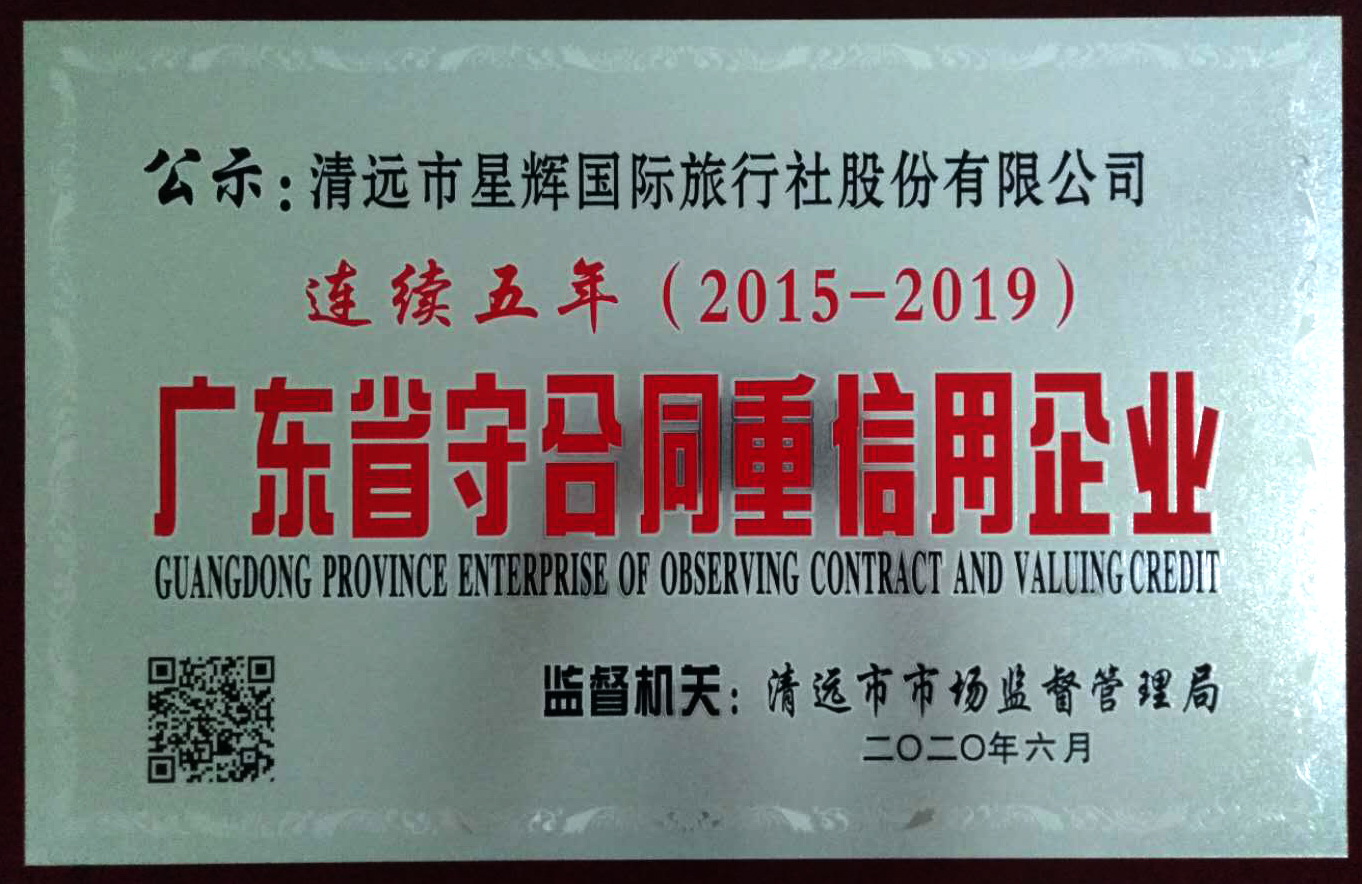 公示:清远市星辉国际旅行社股份有限公司
连续五年(2015-2019)
广东省守合同重信用企业
GUANGDONG PROVINCE ENTERPRISE OF OBSERVING CONTRACT AND VALUING CREDIT
监督机关:清远市市场监督管理局
二〇二〇年六月